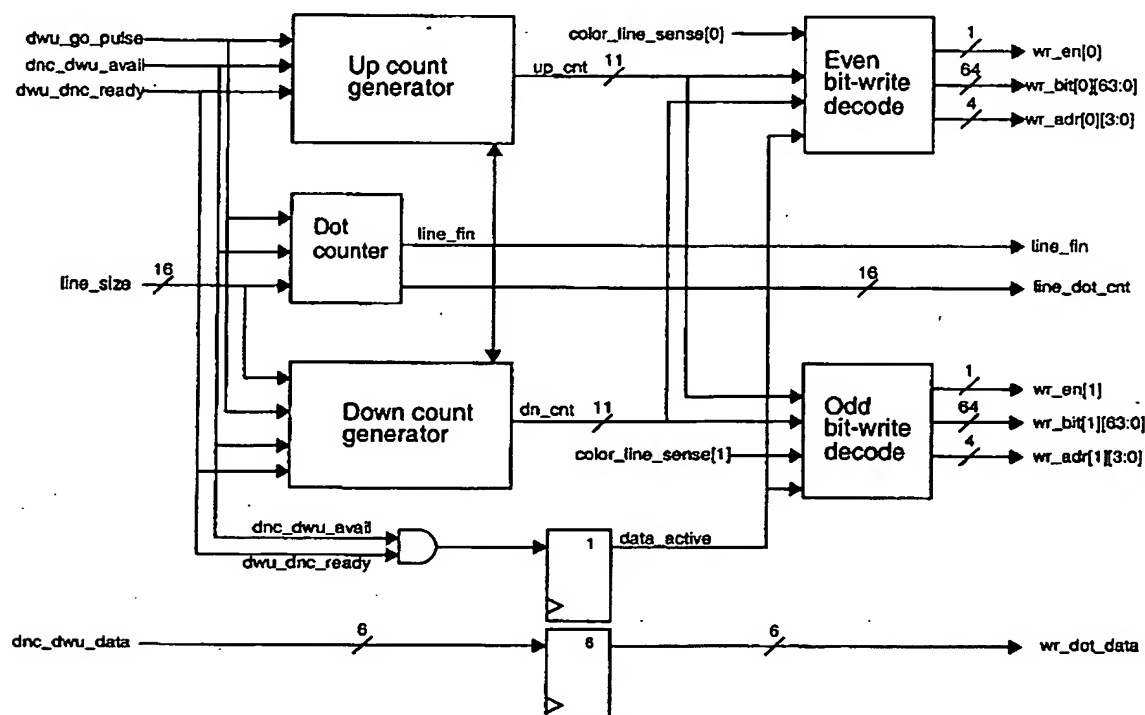 dwu_go_pulse
dnc_dwu_avail
dwu_dnc_ready
Up count
generator
up_cnt
11
color_line_sense[0]
Even
bit-write
decode
1
wr_en[0]
64
wr_bit[0][63:0]
4
wr_adr[0][3:0]
Dot
counter
line_fin
line_fin
line_size
16
16
line_dot_cnt
Down count
generator
dn_cnt
11
color_line_sense[1]
Odd
bit-write
decode
1
wr_en[1]
64
wr_bit[1][63:0]
4
wr_adr[1][3:0]
dnc_dwu_avail
dwu_dnc_ready
1
data_active
dnc_dwu_data
6
6
6
wr_dot_data